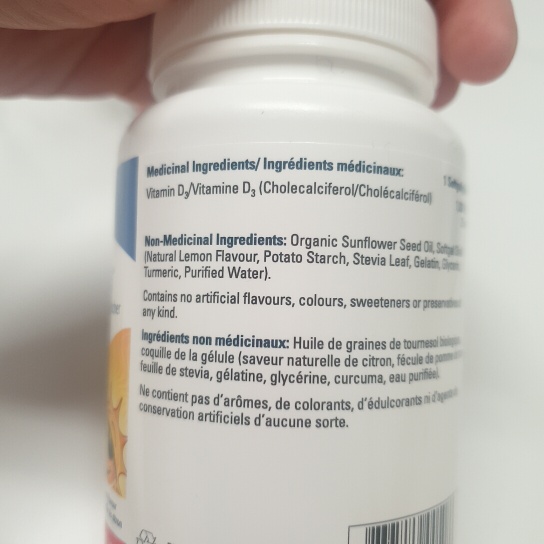 Medicinal Ingredients/ Ingrédients médicinaux:
Vitamin D3/Vitamine D3 (Cholecalciferol/Cholécalciférol)
Non-Medicinal Ingredients: Organic Sunflower Seed Oil, Softgel
(Natural Lemon Flavour, Potato Starch, Stevia Leaf, Gelatin, Glycerin,
Turmeric, Purified Water).
Contains no artificial flavours, colours, sweeteners or preservatives
any kind.
Ingrédients non médicinaux: Huile de graines de tournesol biologique
coquille de la gélule (saveur naturelle de citron, fécule de pomme
feuille de stevia, gélatine, glycérine, curcuma, eau purifiée).
Ne contient pas d'arômes, de colorants, d'édulcorants ni d'agents
conservation artificiels d'aucune sorte.